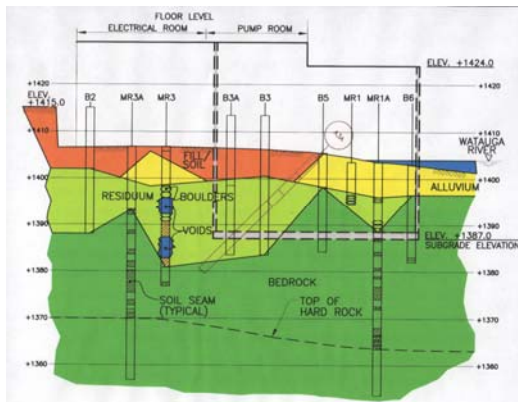 FLOOR LEVEL
ELECTRICAL ROOM
PUMP ROOM
ELEV. +1424.0
+1420
+1420
ELEV.
+1415.0
B2
MR3A
MR3
B3A
B3
B5
MR1
MR1A
B6
+1410
+1410
WATAUGA
RIVER
FILL
SOIL
+1400
+1400
RESIDUUM
BOULDERS
ALLUVIUM
VOIDS
+1390
+1390
ELEV. +1387.0
SUBGRADE ELEVATION
+1380
+1380
BEDROCK
SOIL SEAM
(TYPICAL)
TOP OF
HARD ROCK
+1370
+1370
+1360
+1360